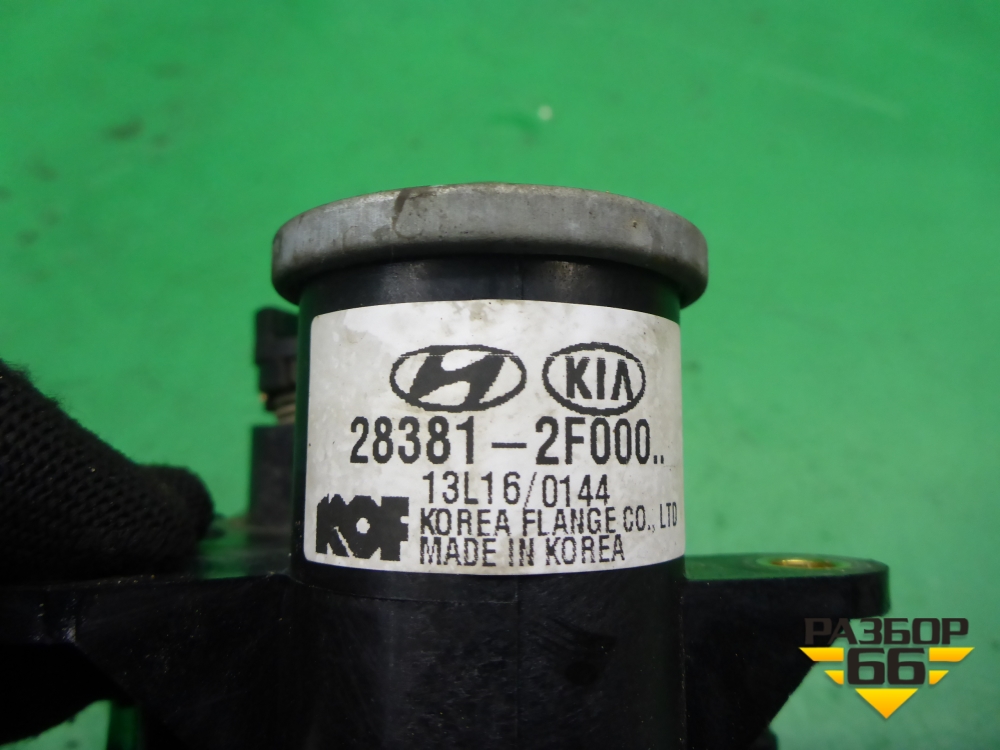 KIA
28381-2F000..
13L16/0144
KOF KOREA FLANGE CO., LTD
MADE IN KOREA
РАЗБОР
66